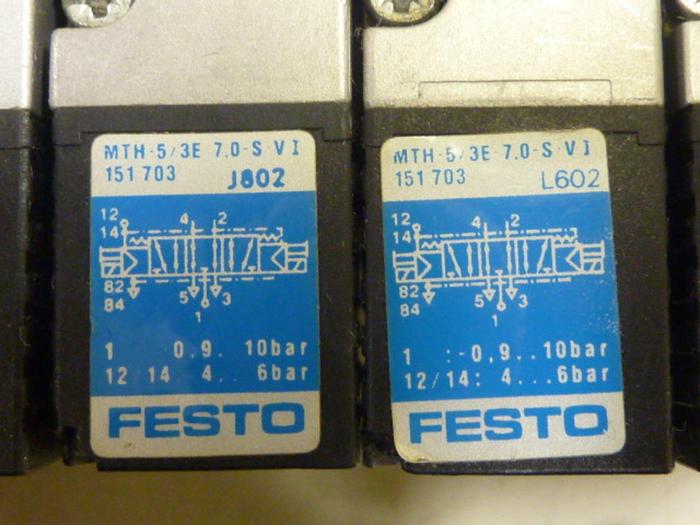 MTH-5/3E 7.0-S-VI
151 703 J802
12
14
4 2
82
84
5 3
1
1 0,9. 10bar
12/14 4.. 6bar
FESTO
MTH-5/3E-7.0-S-VI
151 703 L602
12
14
4 2
82
84
5 3
1
1 :-0,9..10bar
12/14: 4...6bar
FESTO